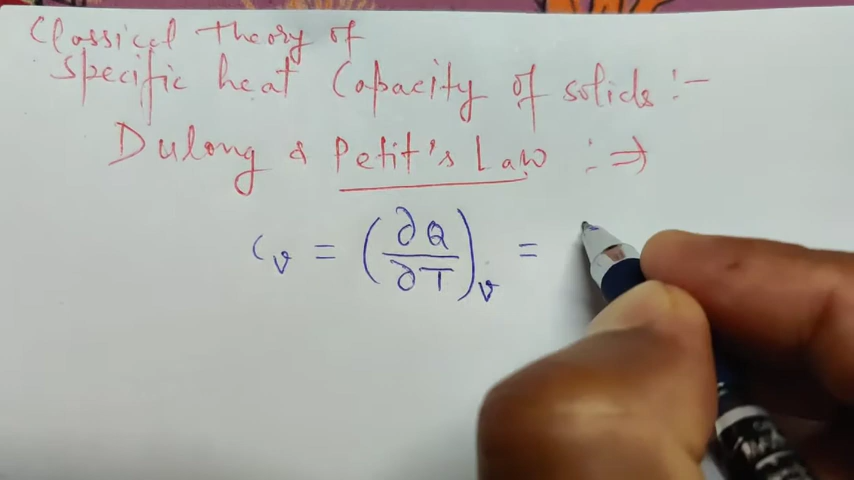 Classical Theory of
Specific heat Capacity of solids :-
Dulong & Petit's Law :⇒
Cᵥ = (∂Q/∂T)ᵥ =